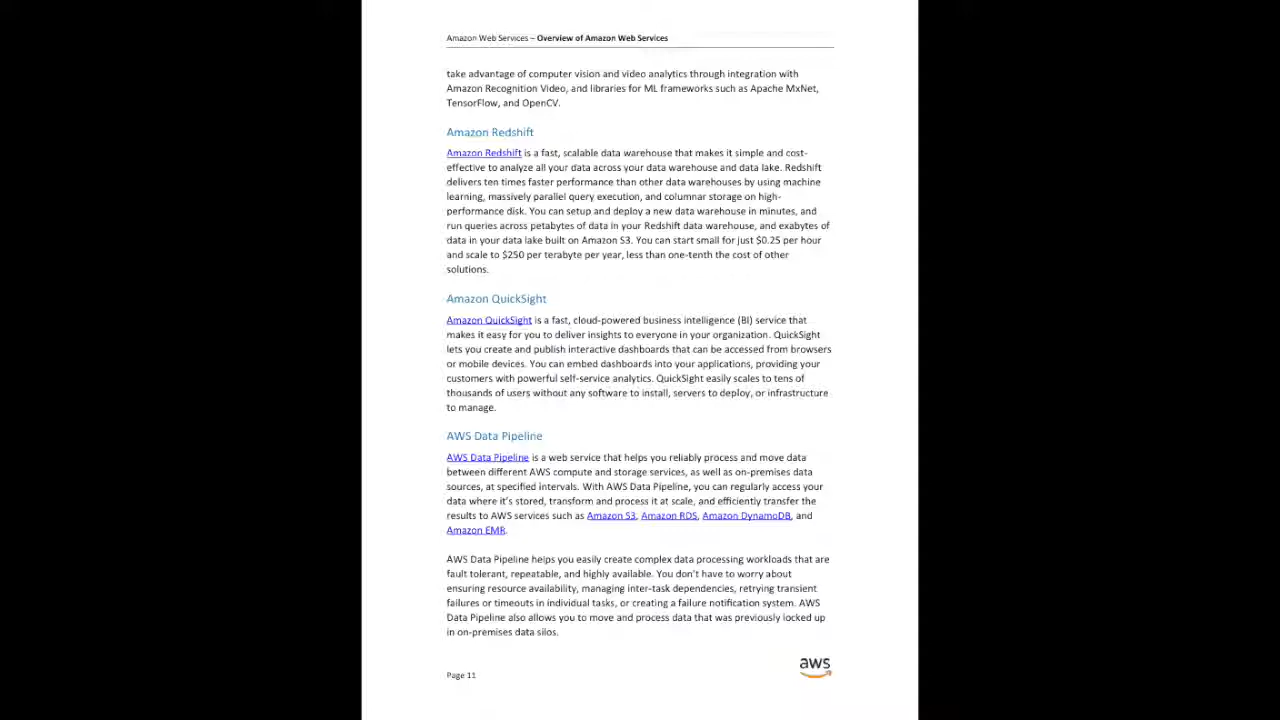 Amazon Web Services – Overview of Amazon Web Services
take advantage of computer vision and video analytics through integration with
Amazon Recognition Video, and libraries for ML frameworks such as Apache MxNet,
TensorFlow, and OpenCV.
Amazon Redshift
Amazon Redshift is a fast, scalable data warehouse that makes it simple and cost-
effective to analyze all your data across your data warehouse and data lake. Redshift
delivers ten times faster performance than other data warehouses by using machine
learning, massively parallel query execution, and columnar storage on high-
performance disk. You can setup and deploy a new data warehouse in minutes, and
run queries across petabytes of data in your Redshift data warehouse, and exabytes of
data in your data lake built on Amazon S3. You can start small for just $0.25 per hour
and scale to $250 per terabyte per year, less than one-tenth the cost of other
solutions.
Amazon QuickSight
Amazon QuickSight is a fast, cloud-powered business intelligence (BI) service that
makes it easy for you to deliver insights to everyone in your organization. QuickSight
lets you create and publish interactive dashboards that can be accessed from browsers
or mobile devices. You can embed dashboards into your applications, providing your
customers with powerful self-service analytics. QuickSight easily scales to tens of
thousands of users without any software to install, servers to deploy, or infrastructure
to manage.
AWS Data Pipeline
AWS Data Pipeline is a web service that helps you reliably process and move data
between different AWS compute and storage services, as well as on-premises data
sources, at specified intervals. With AWS Data Pipeline, you can regularly access your
data where it's stored, transform and process it at scale, and efficiently transfer the
results to AWS services such as Amazon S3, Amazon RDS, Amazon DynamoDB, and
Amazon EMR.
AWS Data Pipeline helps you easily create complex data processing workloads that are
fault tolerant, repeatable, and highly available. You don't have to worry about
ensuring resource availability, managing inter-task dependencies, retrying transient
failures or timeouts in individual tasks, or creating a failure notification system. AWS
Data Pipeline also allows you to move and process data that was previously locked up
in on-premises data silos.
aws
Page 11